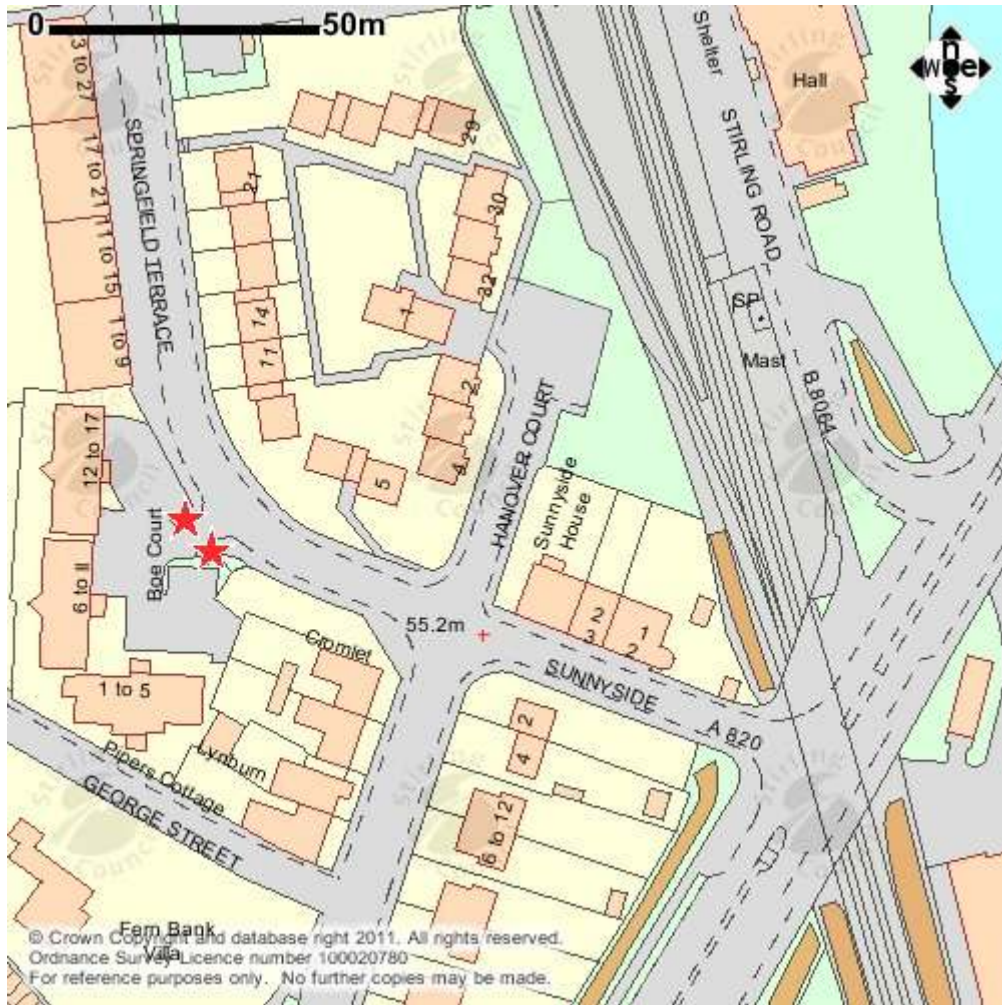 0 50m
n
w e
s
Shelter
Hall
3 to 27
17 to 21
11 to 15
1 to 9
SPRINGFIELD TERRACE
STIRLING ROAD
29
21
30
32
14
11
1
SP
Mast
B 8064
2
4
5
HANOVER COURT
12 to 17
Sunnyside
House
Bae Court
6 to 11
55.2m
2
3
1
2
Cromlet
SUNNYSIDE
A 820
1 to 5
2
4
Lynburn
Pipers Cottage
GEORGE STREET
6 to 12
Fern Bank
Villa
Stirling
Council
© Crown Copyright and database right 2011. All rights reserved.
Ordnance Survey Licence number 100020780
For reference purposes only. No further copies may be made.